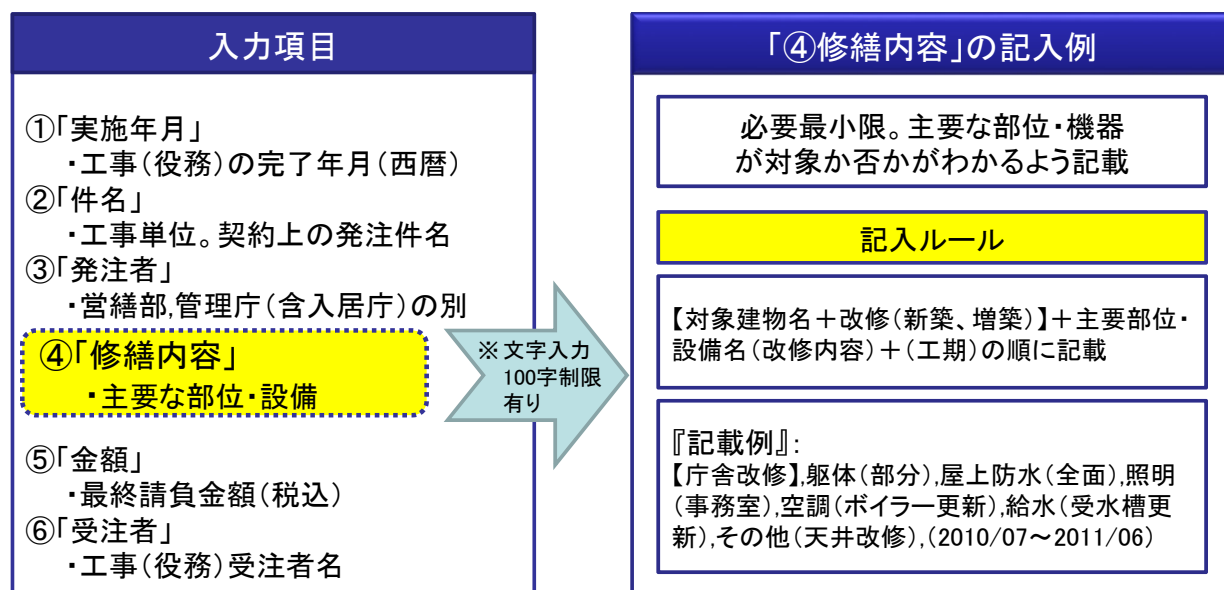 入力項目
①「実施年月」
・工事(役務)の完了年月(西暦)
②「件名」
・工事単位。契約上の発注件名
③「発注者」
・営繕部,管理庁(含入居庁)の別
④「修繕内容」
・主要な部位・設備
⑤「金額」
・最終請負金額(税込)
⑥「受注者」
・工事(役務)受注者名
※文字入力
100字制限
有り
「④修繕内容」の記入例
必要最小限。主要な部位・機器
が対象か否かがわかるよう記載
記入ルール
【対象建物名+改修(新築、増築)】+主要部位・
設備名(改修内容)+(工期)の順に記載
『記載例』:
【庁舎改修】,躯体(部分),屋上防水(全面),照明
(事務室),空調(ボイラー更新),給水(受水槽更
新),その他(天井改修),(2010/07~2011/06)